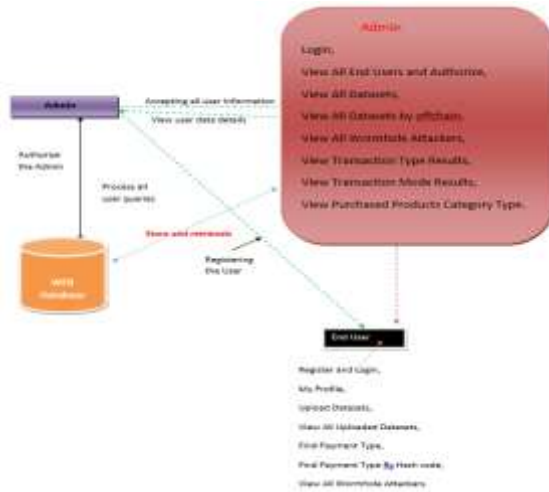 Admin
Login,
View All End Users and Authorize,
View All Datasets,
View All Datasets by offchain,
View All Wormhole Attackers,
View Transaction Type Results,
View Transaction Mode Results,
View Purchased Products Category Type.
Admin
Accepting all user Information
View user data details
Authorize
the Admin
Process all
user queries
Store and retrievals
Registering
the User
WEB
Database
End User
Register and Login,
My Profile,
Upload Datasets,
View All Uploaded Datasets,
Find Payment Type,
Find Payment Type By Hash code,
View All Wormhole Attackers